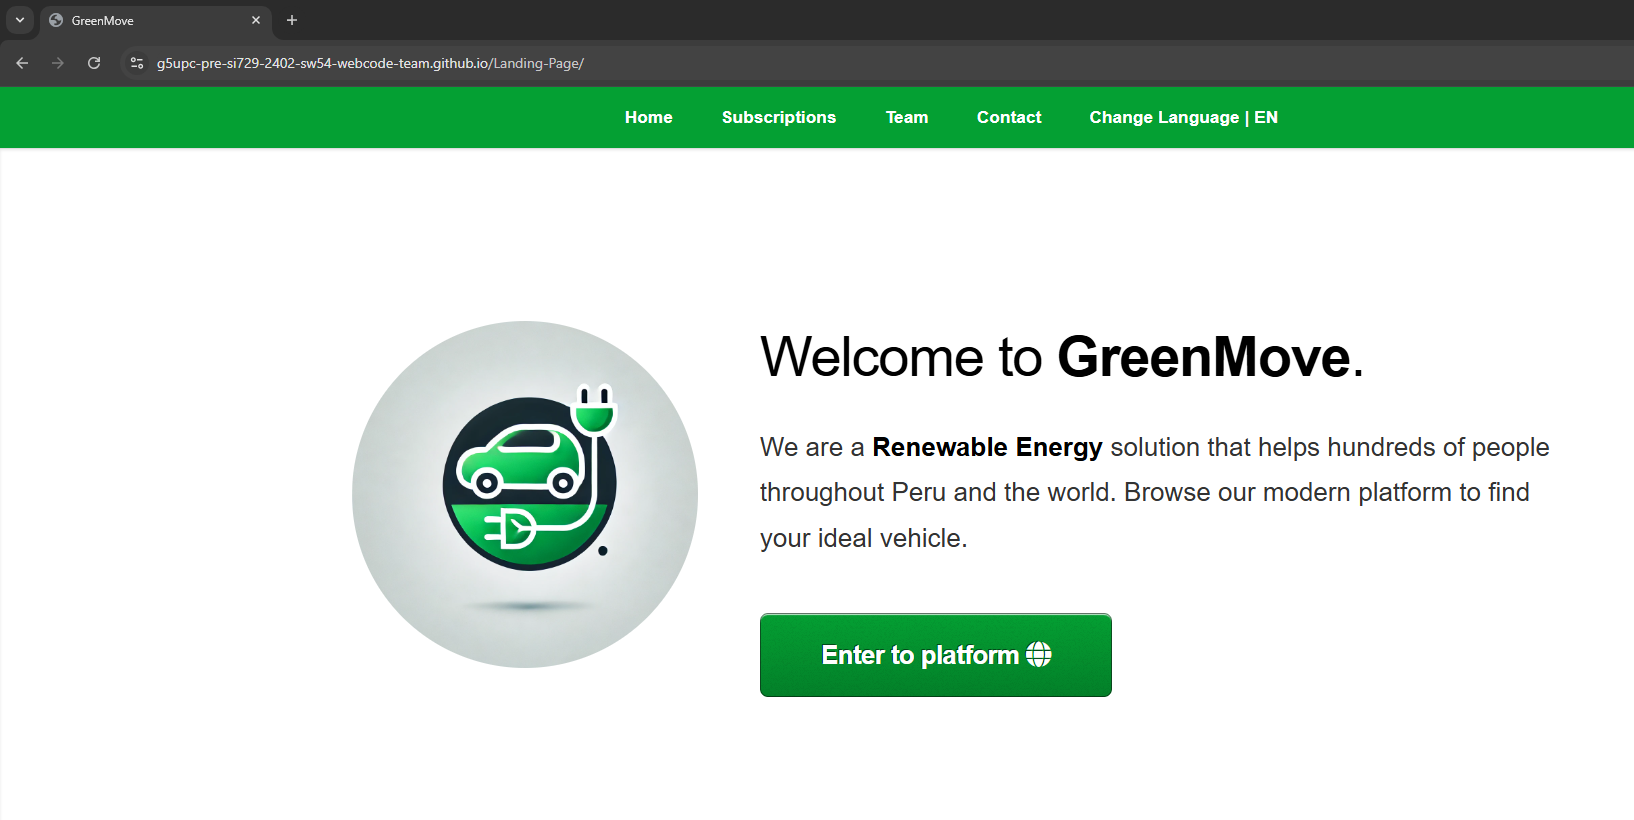 GreenMove
g5upc-pre-si729-2402-sw54-webcode-team.github.io/Landing-Page/
Home Subscriptions Team Contact Change Language | EN
Welcome to GreenMove.
We are a Renewable Energy solution that helps hundreds of people
throughout Peru and the world. Browse our modern platform to find
your ideal vehicle.
Enter to platform